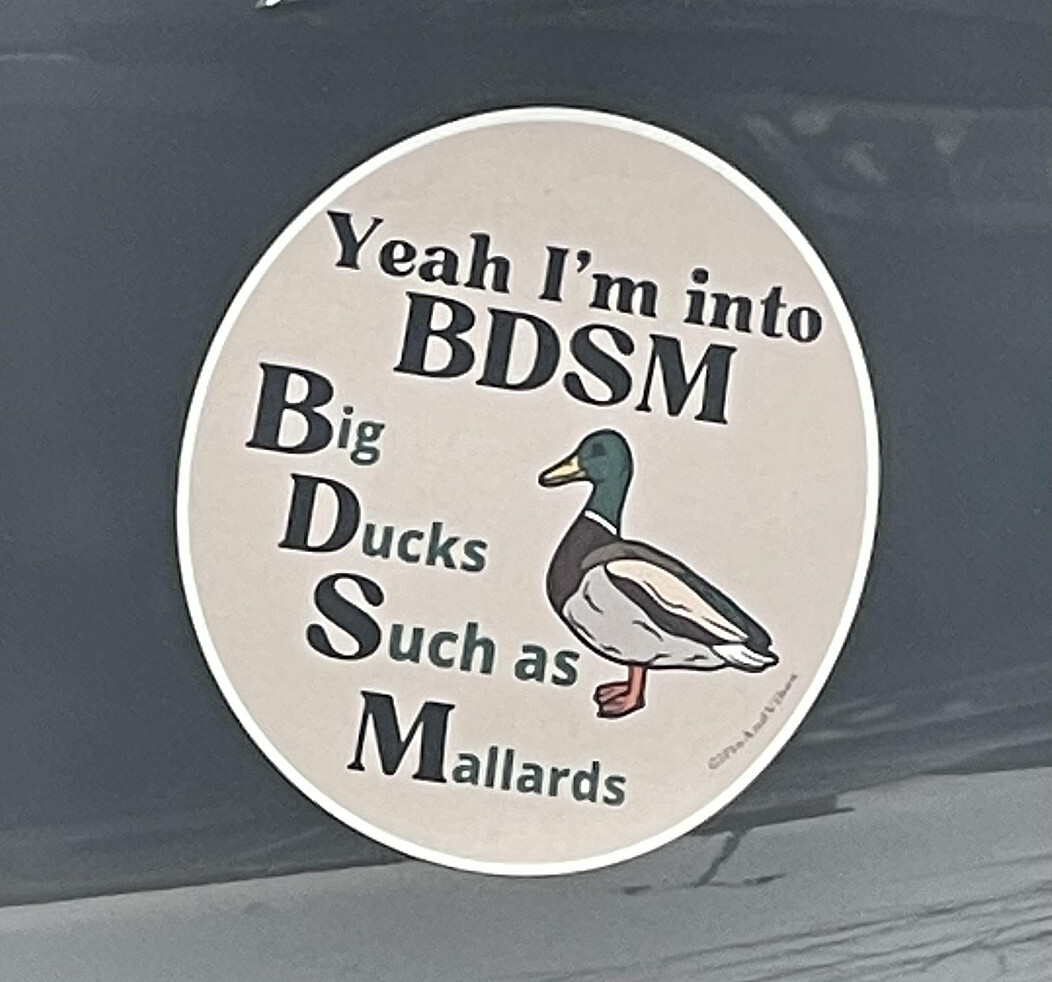 Yeah I'm into
BDSM
Big
Ducks
Such as
Mallards